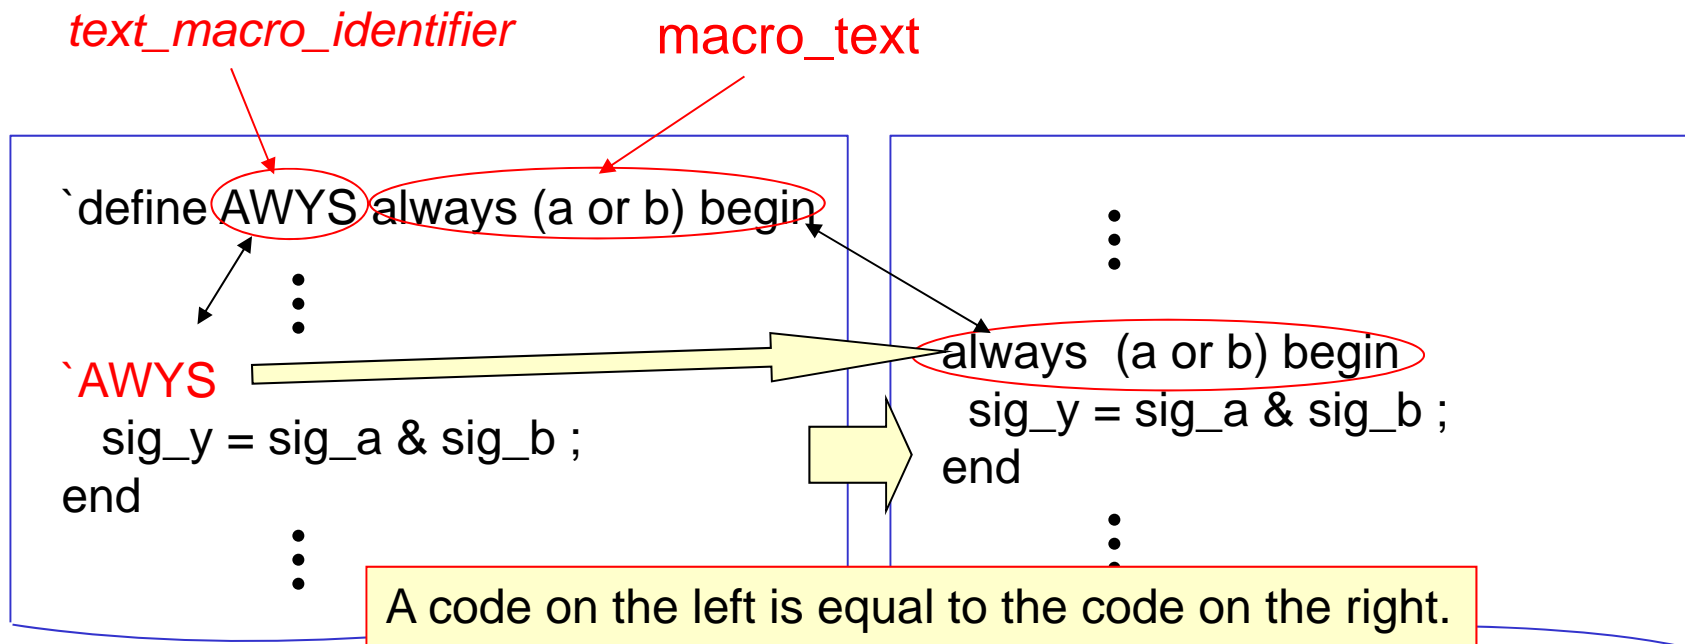 text_macro_identifier
macro_text
`define AWYS always (a or b) begin
`AWYS
sig_y = sig_a & sig_b ;
end
always  (a or b) begin
sig_y = sig_a & sig_b ;
end
A code on the left is equal to the code on the right.